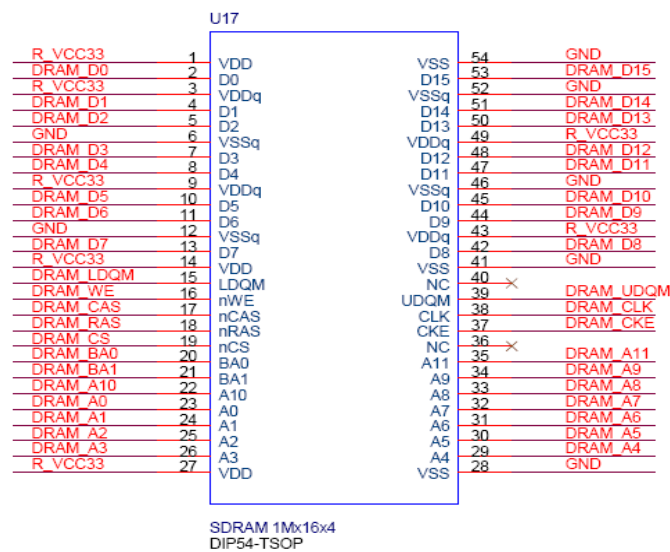 U17
R_VCC33 1 VDD VSS 54 GND
DRAM_D0 2 D0 D15 53 DRAM_D15
R_VCC33 3 VDDq VSSq 52 GND
DRAM_D1 4 D1 D14 51 DRAM_D14
DRAM_D2 5 D2 D13 50 DRAM_D13
GND 6 VSSq VDDq 49 R_VCC33
DRAM_D3 7 D3 D12 48 DRAM_D12
DRAM_D4 8 D4 D11 47 DRAM_D11
R_VCC33 9 VDDq VSSq 46 GND
DRAM_D5 10 D5 D10 45 DRAM_D10
DRAM_D6 11 D6 D9 44 DRAM_D9
GND 12 VSSq VDDq 43 R_VCC33
DRAM_D7 13 D7 D8 42 DRAM_D8
R_VCC33 14 VDD VSS 41 GND
DRAM_LDQM 15 LDQM NC 40
DRAM_WE 16 nWE UDQM 39 DRAM_UDQM
DRAM_CAS 17 nCAS CLK 38 DRAM_CLK
DRAM_RAS 18 nRAS CKE 37 DRAM_CKE
DRAM_CS 19 nCS NC 36
DRAM_BA0 20 BA0 A11 35 DRAM_A11
DRAM_BA1 21 BA1 A9 34 DRAM_A9
DRAM_A10 22 A10 A8 33 DRAM_A8
DRAM_A0 23 A0 A7 32 DRAM_A7
DRAM_A1 24 A1 A6 31 DRAM_A6
DRAM_A2 25 A2 A5 30 DRAM_A5
DRAM_A3 26 A3 A4 29 DRAM_A4
R_VCC33 27 VDD VSS 28 GND
SDRAM 1Mx16x4
DIP54-TSOP